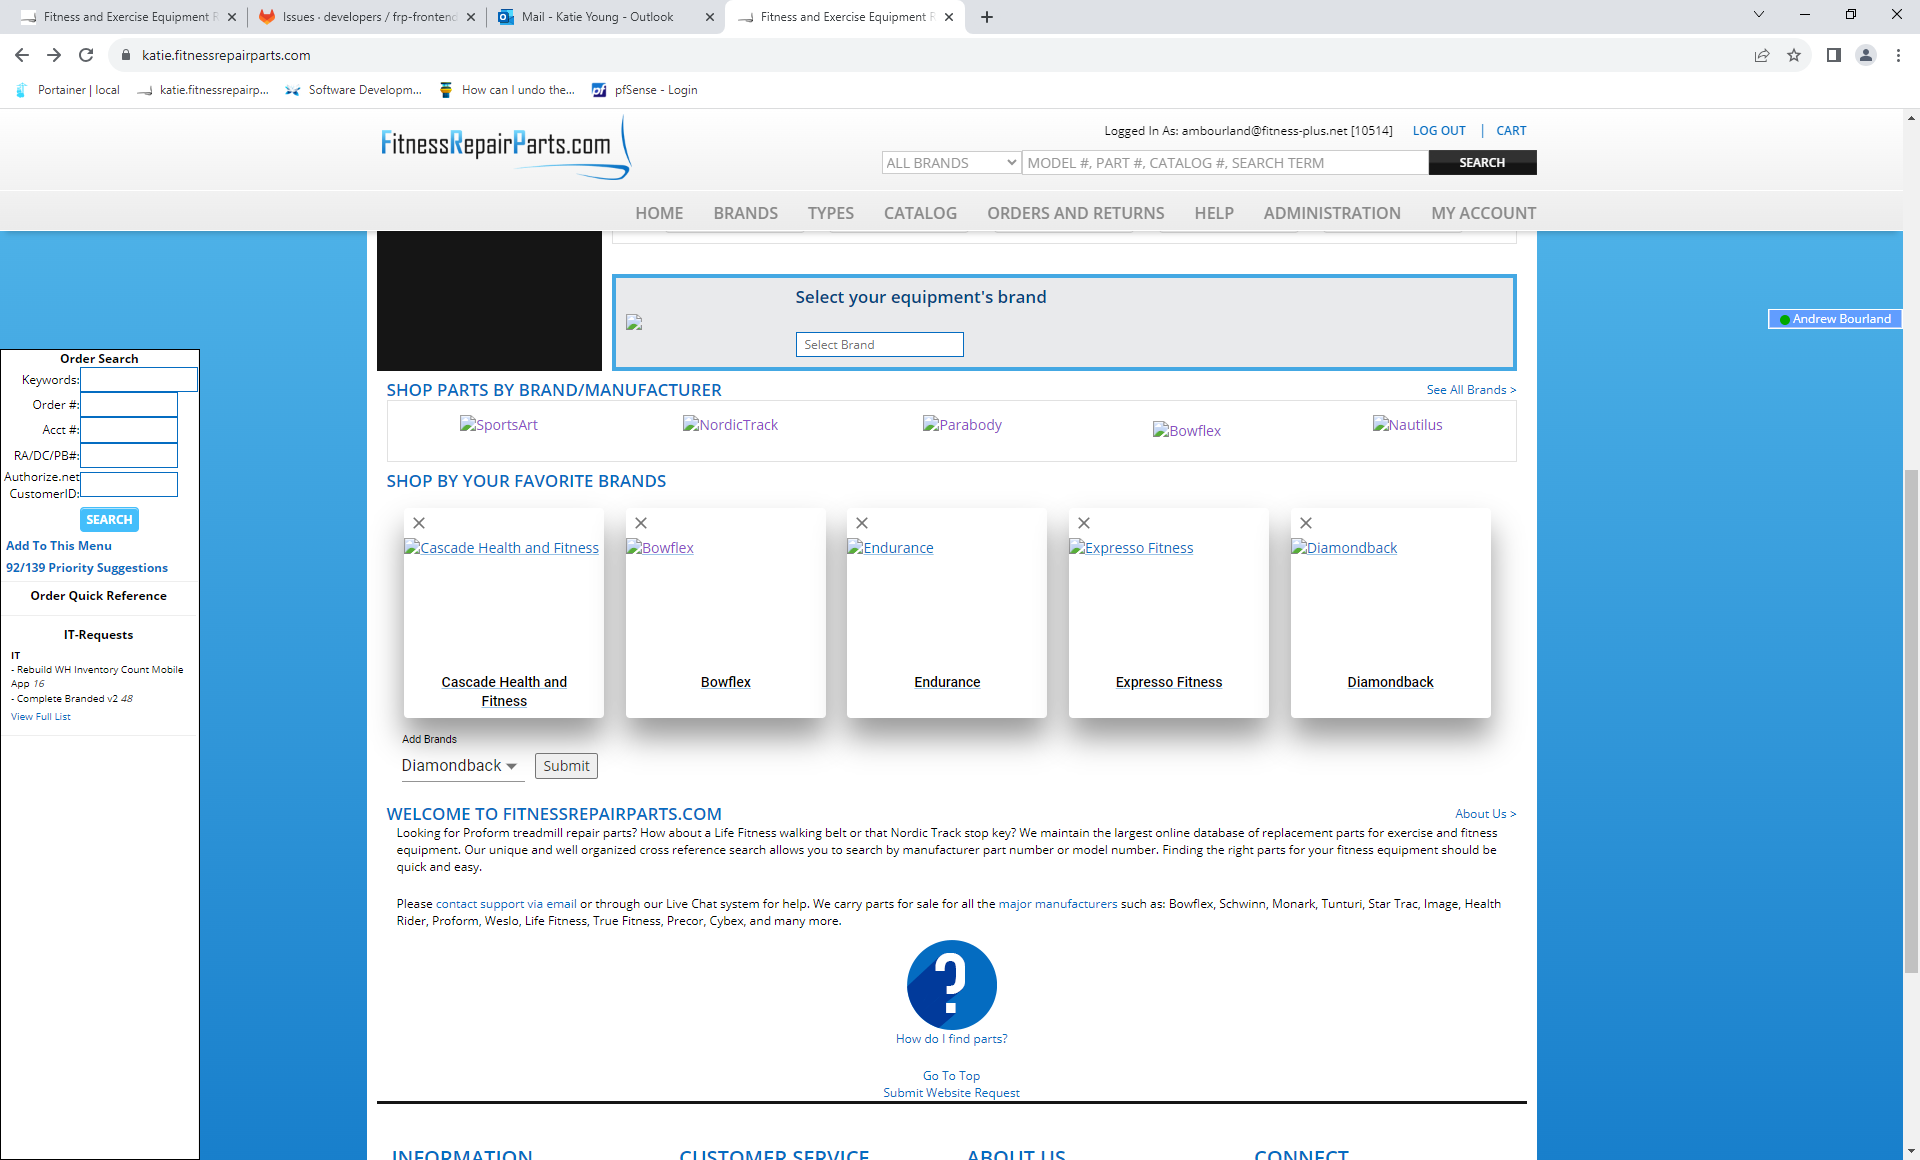 Fitness and Exercise Equipment R
Issues · developers / frp-frontend
Mail - Katie Young - Outlook
Fitness and Exercise Equipment R
katie.fitnessrepairparts.com
Portainer | local
katie.fitnessrepairp...
Software Developm...
How can I undo the...
pf
pfSense - Login
FitnessRepairParts.com
Logged In As: ambourland@fitness-plus.net [10514]
LOG OUT | CART
ALL BRANDS
MODEL #, PART #, CATALOG #, SEARCH TERM
SEARCH
HOME
BRANDS
TYPES
CATALOG
ORDERS AND RETURNS
HELP
ADMINISTRATION
MY ACCOUNT
Select your equipment's brand
Select Brand
Andrew Bourland
Order Search
Keywords:
Order #:
Acct #:
RA/DC/PB#:
Authorize.net
CustomerID:
SEARCH
Add To This Menu
92/139 Priority Suggestions
Order Quick Reference
IT-Requests
IT
- Rebuild WH Inventory Count Mobile
App 16
- Complete Branded v2 48
View Full List
SHOP PARTS BY BRAND/MANUFACTURER
See All Brands >
SportsArt
NordicTrack
Parabody
Bowflex
Nautilus
SHOP BY YOUR FAVORITE BRANDS
Cascade Health and Fitness
Bowflex
Endurance
Expresso Fitness
Diamondback
Cascade Health and
Fitness
Bowflex
Endurance
Expresso Fitness
Diamondback
Add Brands
Diamondback
Submit
WELCOME TO FITNESSREPAIRPARTS.COM
About Us >
Looking for Proform treadmill repair parts? How about a Life Fitness walking belt or that Nordic Track stop key? We maintain the largest online database of replacement parts for exercise and fitness
equipment. Our unique and well organized cross reference search allows you to search by manufacturer part number or model number. Finding the right parts for your fitness equipment should be
quick and easy.
Please contact support via email or through our Live Chat system for help. We carry parts for sale for all the major manufacturers such as: Bowflex, Schwinn, Monark, Tunturi, Star Trac, Image, Health
Rider, Proform, Weslo, Life Fitness, True Fitness, Precor, Cybex, and many more.
?
How do I find parts?
Go To Top
Submit Website Request
INFORMATION
CUSTOMER SERVICE
ABOUT US
CONNECT